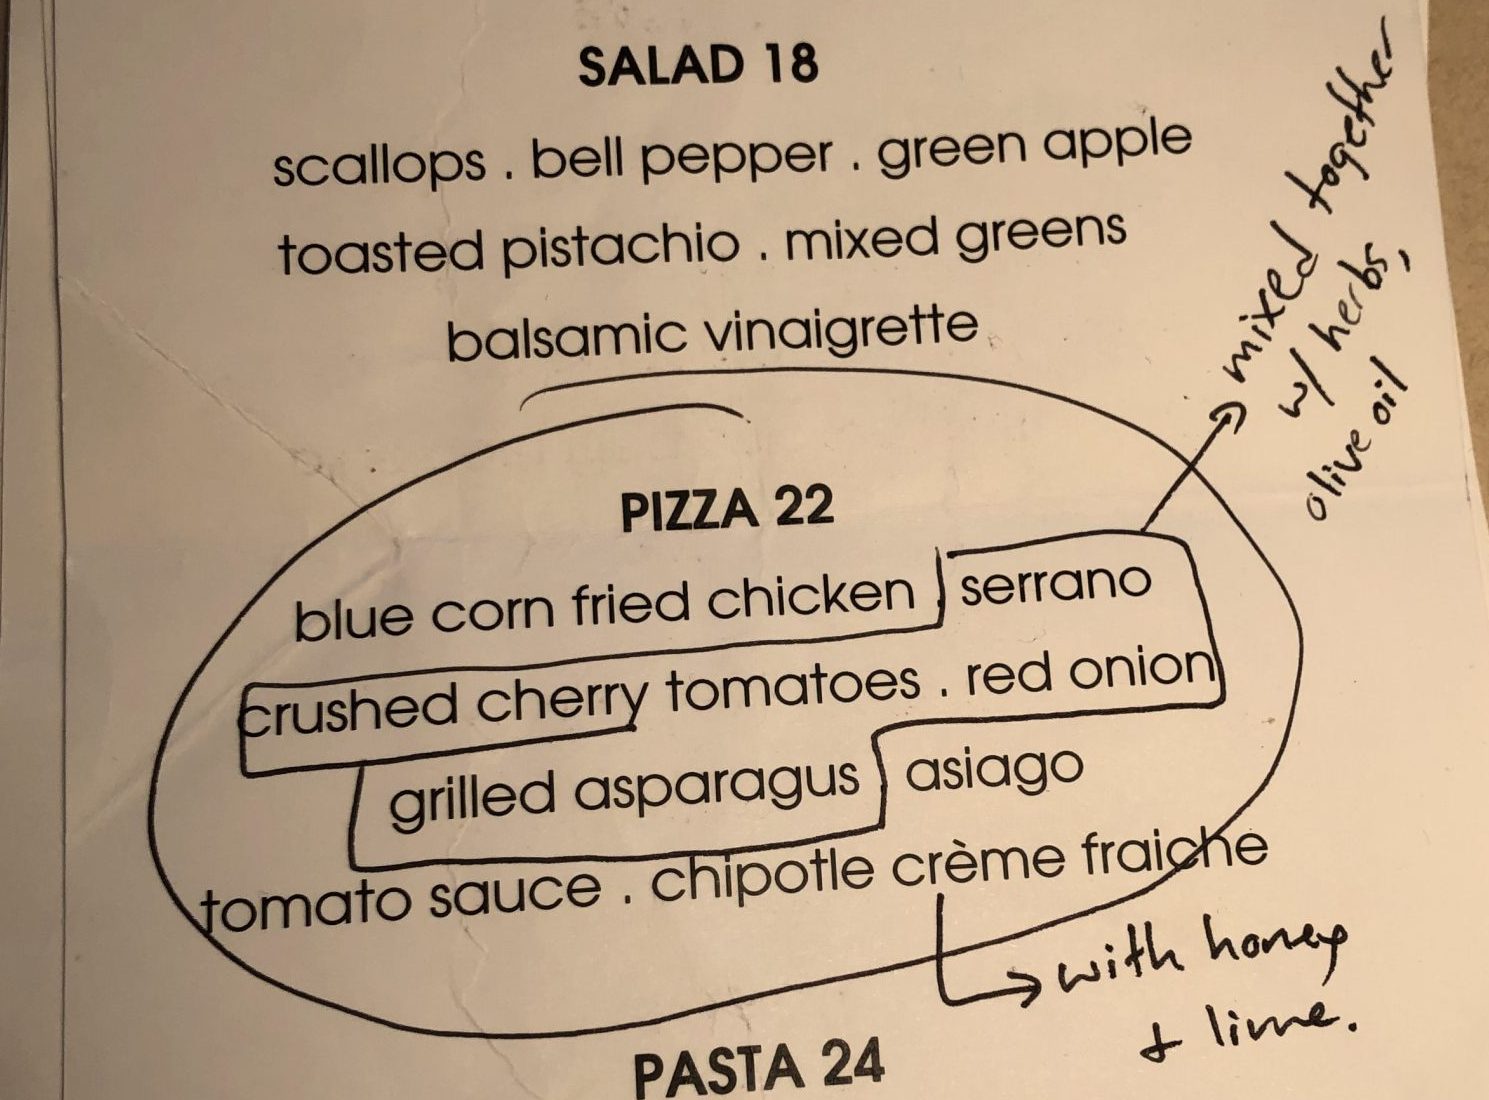 SALAD 18
scallops . bell pepper . green apple
toasted pistachio . mixed greens
balsamic vinaigrette
PIZZA 22
blue corn fried chicken serrano
crushed cherry tomatoes . red onion
grilled asparagus asiago
tomato sauce . chipotle crème fraiche
PASTA 24
mixed together
w/ herbs,
olive oil
with honey
+ lime.